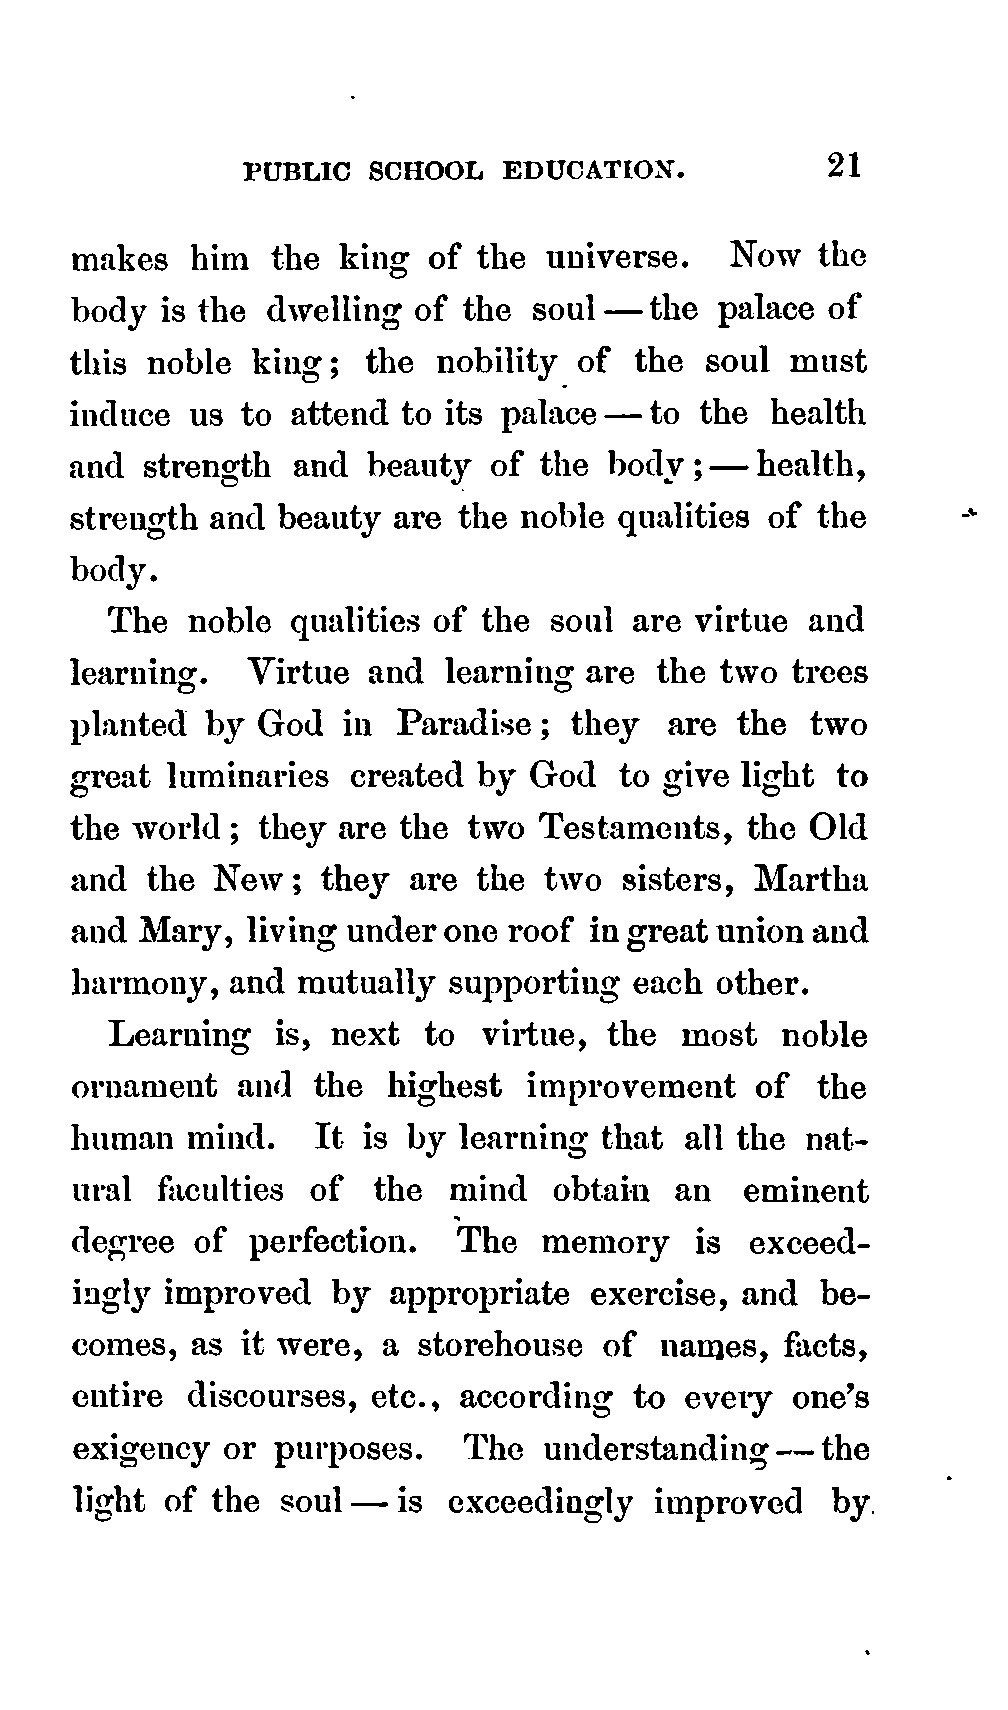 PUBLIC SCHOOL EDUCATION. 21
makes him the king of the universe. Now the
body is the dwelling of the soul — the palace of
this noble king; the nobility of the soul must
induce us to attend to its palace — to the health
and strength and beauty of the body; — health,
strength and beauty are the noble qualities of the
body.
The noble qualities of the soul are virtue and
learning. Virtue and learning are the two trees
planted by God in Paradise; they are the two
great luminaries created by God to give light to
the world; they are the two Testaments, the Old
and the New; they are the two sisters, Martha
and Mary, living under one roof in great union and
harmony, and mutually supporting each other.
Learning is, next to virtue, the most noble
ornament and the highest improvement of the
human mind. It is by learning that all the nat-
ural faculties of the mind obtain an eminent
degree of perfection. The memory is exceed-
ingly improved by appropriate exercise, and be-
comes, as it were, a storehouse of names, facts,
entire discourses, etc., according to every one's
exigency or purposes. The understanding — the
light of the soul — is exceedingly improved by